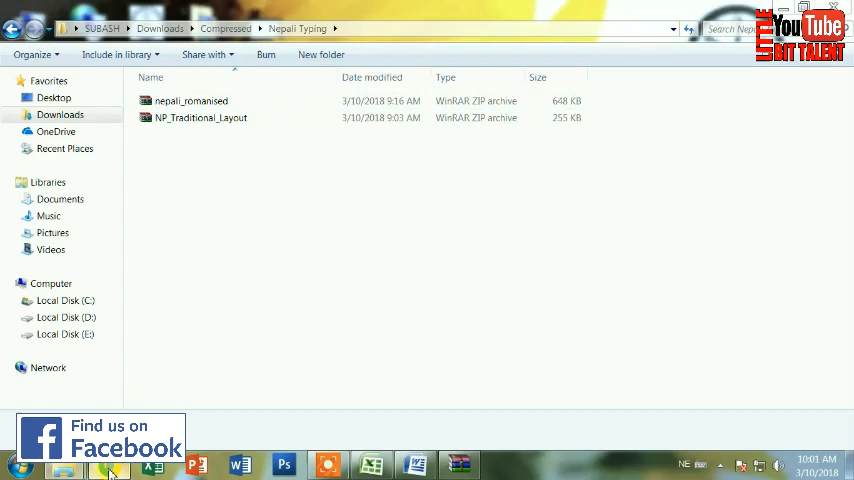 SUBASH Downloads Compressed Nepali Typing
LITTLE
YouTube
BIT TALENT
Organize Include in library Share with Burn New folder
Name Date modified Type Size
Favorites
Desktop
Downloads
OneDrive
Recent Places
Libraries
Documents
Music
Pictures
Videos
Computer
Local Disk (C:)
Local Disk (D:)
Local Disk (E:)
Network
nepali_romanised 3/10/2018 9:16 AM WinRAR ZIP archive 648 KB
NP_Traditional_Layout 3/10/2018 9:03 AM WinRAR ZIP archive 255 KB
Find us on
Facebook
NE
10:01 AM
3/10/2018